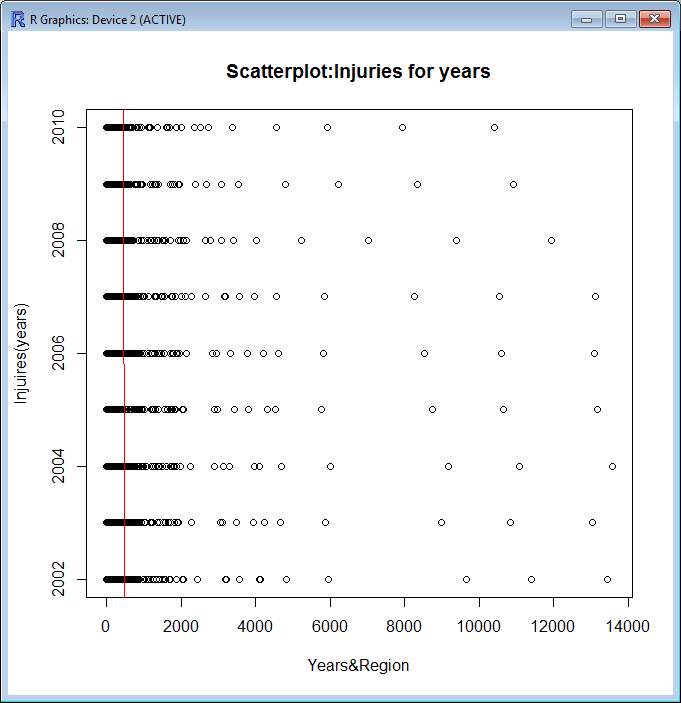 R Graphics: Device 2 (ACTIVE)
Scatterplot:Injuries for years
2010
2008
2006
2004
2002
Injuires(years)
0 2000 4000 6000 8000 10000 12000 14000
Years&Region